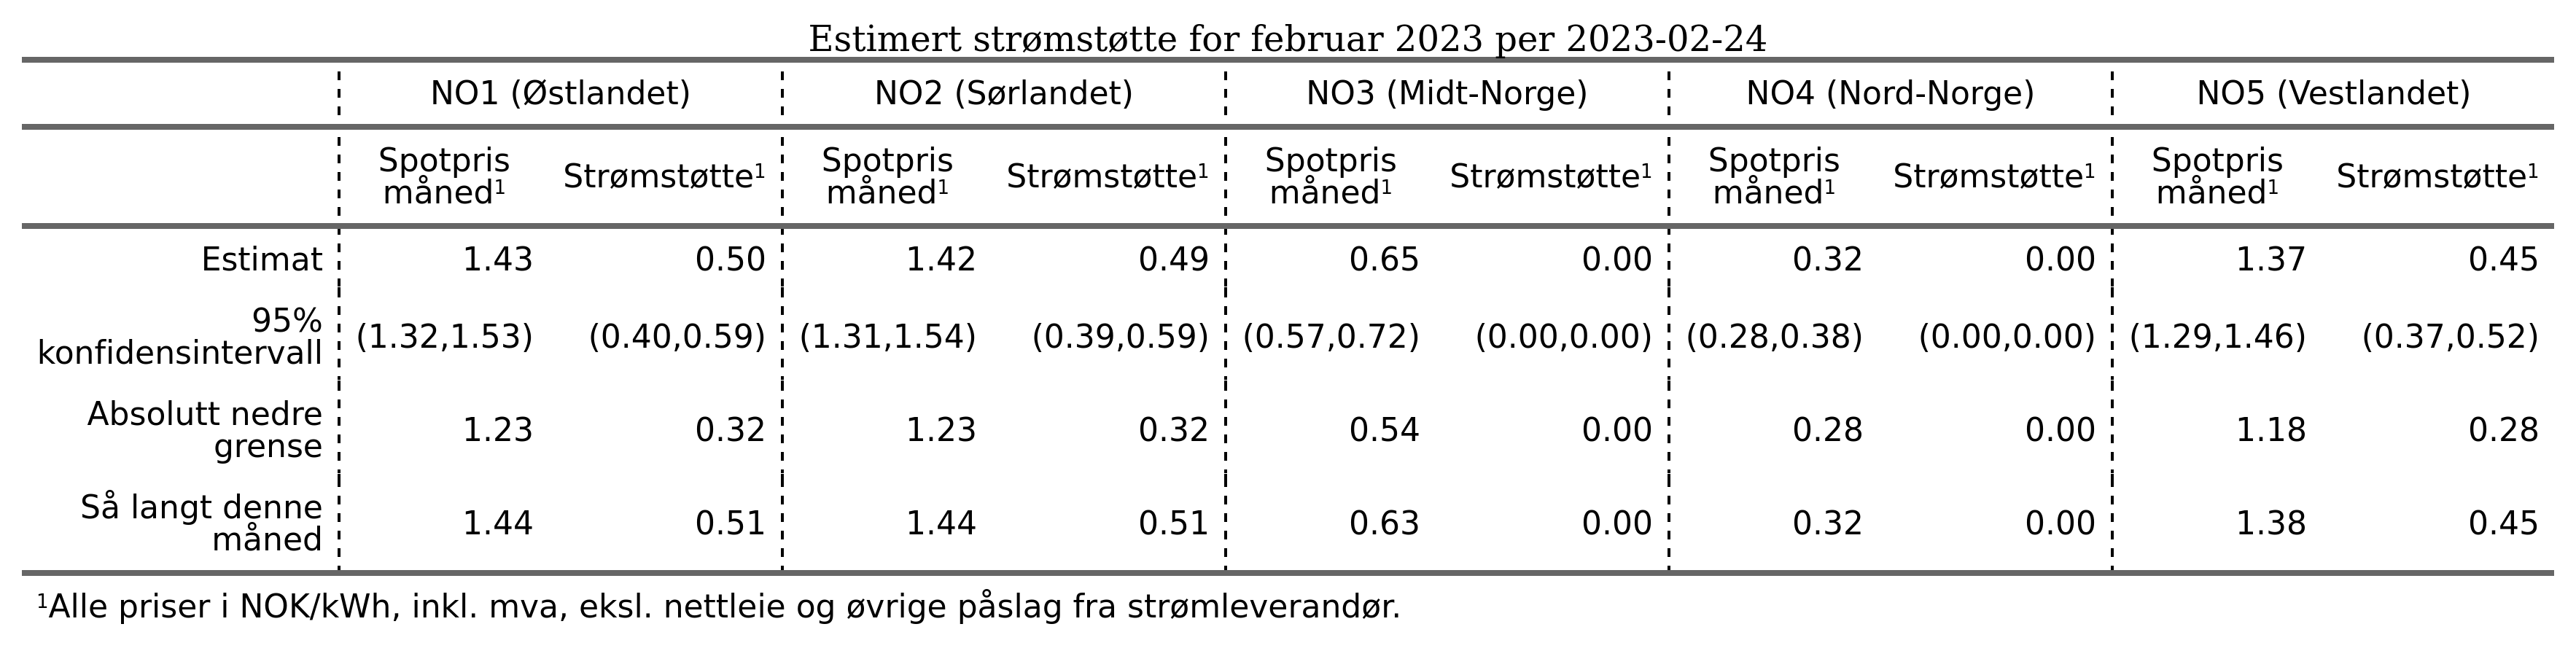 Estimert strømstøtte for februar 2023 per 2023-02-24
NO1 (Østlandet) NO2 (Sørlandet) NO3 (Midt-Norge) NO4 (Nord-Norge) NO5 (Vestlandet)
Spotpris måned¹ Strømstøtte¹ Spotpris måned¹ Strømstøtte¹ Spotpris måned¹ Strømstøtte¹ Spotpris måned¹ Strømstøtte¹ Spotpris måned¹ Strømstøtte¹
Estimat 1.43 0.50 1.42 0.49 0.65 0.00 0.32 0.00 1.37 0.45
95% konfidensintervall (1.32,1.53) (0.40,0.59) (1.31,1.54) (0.39,0.59) (0.57,0.72) (0.00,0.00) (0.28,0.38) (0.00,0.00) (1.29,1.46) (0.37,0.52)
Absolutt nedre grense 1.23 0.32 1.23 0.32 0.54 0.00 0.28 0.00 1.18 0.28
Så langt denne måned 1.44 0.51 1.44 0.51 0.63 0.00 0.32 0.00 1.38 0.45
¹Alle priser i NOK/kWh, inkl. mva, eksl. nettleie og øvrige påslag fra strømleverandør.